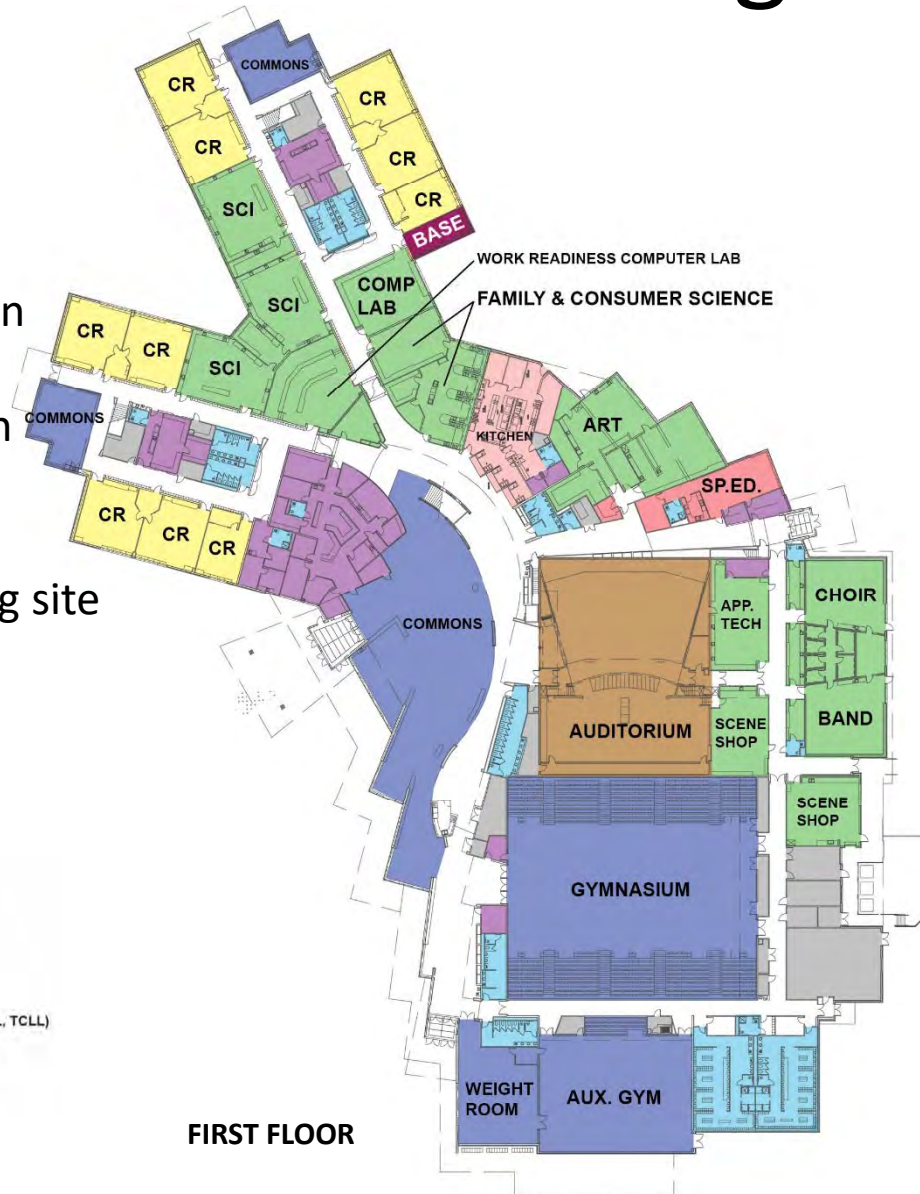 g
COMMONS
CR
CR
CR
CR
SCI
CR
BASE
WORK READINESS COMPUTER LAB
COMP
LAB
FAMILY & CONSUMER SCIENCE
SCI
n
CR
CR
SCI
COMMONS
n
KITCHEN
ART
SP.ED.
CR
CR
CR
g site
COMMONS
APP.
TECH
CHOIR
AUDITORIUM
SCENE
SHOP
BAND
SCENE
SHOP
GYMNASIUM
, TCLL)
WEIGHT
ROOM
AUX. GYM
FIRST FLOOR